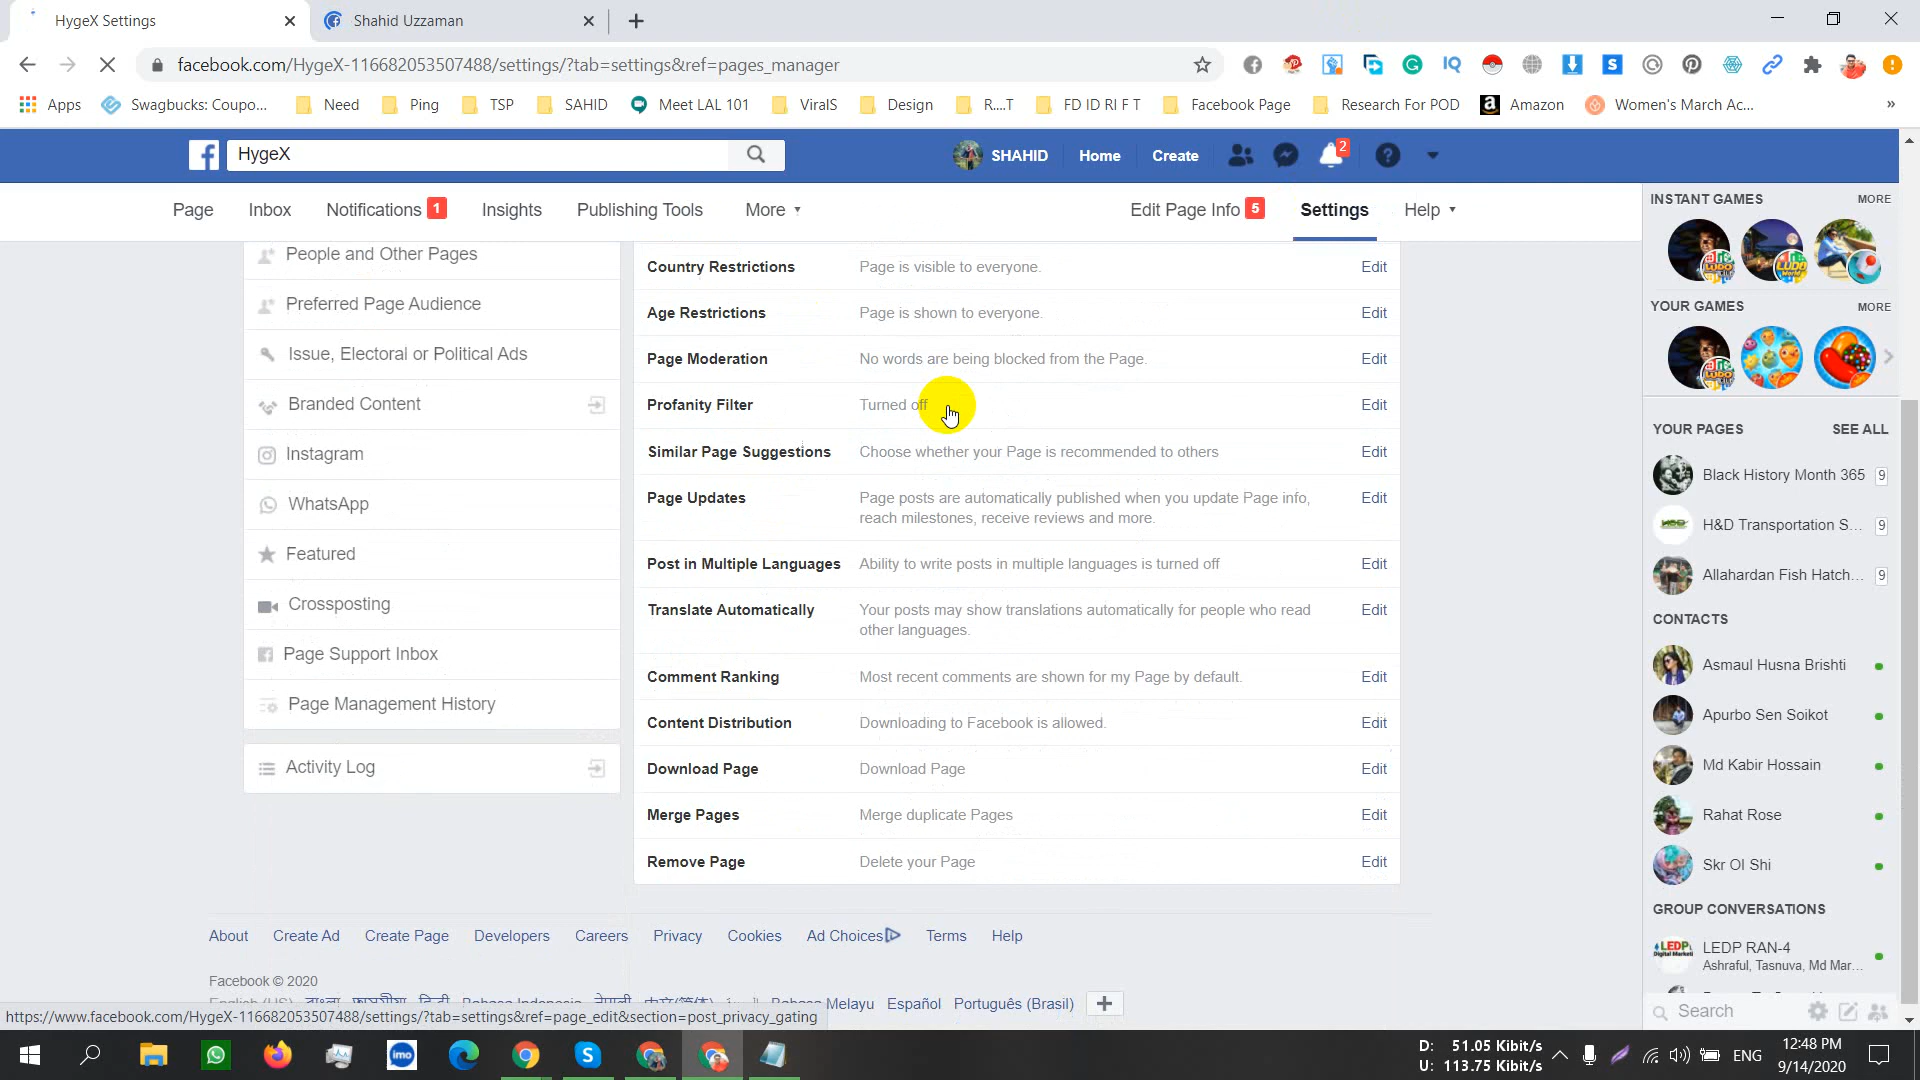 HygeX Settings
Shahid Uzzaman
facebook.com/HygeX-116682053507488/settings/?tab=settings&ref=pages_manager
Apps
Swagbucks: Coupo...
Need
Ping
TSP
SAHID
Meet LAL 101
ViralS
Design
R....T
FD ID RI F T
Facebook Page
Research For POD
Amazon
Women's March Ac...
»
HygeX
SHAHID
Home
Create
2
Page
Inbox
Notifications 1
Insights
Publishing Tools
More
Edit Page Info 5
Settings
Help
People and Other Pages
Preferred Page Audience
Issue, Electoral or Political Ads
Branded Content
Instagram
WhatsApp
Featured
Crossposting
Page Support Inbox
Page Management History
Activity Log
Country Restrictions Page is visible to everyone. Edit
Age Restrictions Page is shown to everyone. Edit
Page Moderation No words are being blocked from the Page. Edit
Profanity Filter Turned off Edit
Similar Page Suggestions Choose whether your Page is recommended to others Edit
Page Updates Page posts are automatically published when you update Page info, Edit
reach milestones, receive reviews and more.
Post in Multiple Languages Ability to write posts in multiple languages is turned off Edit
Translate Automatically Your posts may show translations automatically for people who read Edit
other languages.
Comment Ranking Most recent comments are shown for my Page by default. Edit
Content Distribution Downloading to Facebook is allowed. Edit
Download Page Download Page Edit
Merge Pages Merge duplicate Pages Edit
Remove Page Delete your Page Edit
INSTANT GAMES MORE
YOUR GAMES MORE
YOUR PAGES SEE ALL
Black History Month 365 9
H&D Transportation S... 9
Allahardan Fish Hatch... 9
CONTACTS
Asmaul Husna Brishti
Apurbo Sen Soikot
Md Kabir Hossain
Rahat Rose
Skr Ol Shi
GROUP CONVERSATIONS
LEDP RAN-4
Ashraful, Tasnuva, Md Mar...
Search
About Create Ad Create Page Developers Careers Privacy Cookies Ad Choices Terms Help
Facebook © 2020
English (US) বাংলা অসমীয়া हिन्दी Bahasa Indonesia नेपाली 中文(简体) Bahasa Melayu Español Português (Brasil)
https://www.facebook.com/HygeX-116682053507488/settings/?tab=settings&ref=page_edit&section=post_privacy_gating
D: 51.05 Kibit/s
U: 113.75 Kibit/s
ENG
12:48 PM
9/14/2020